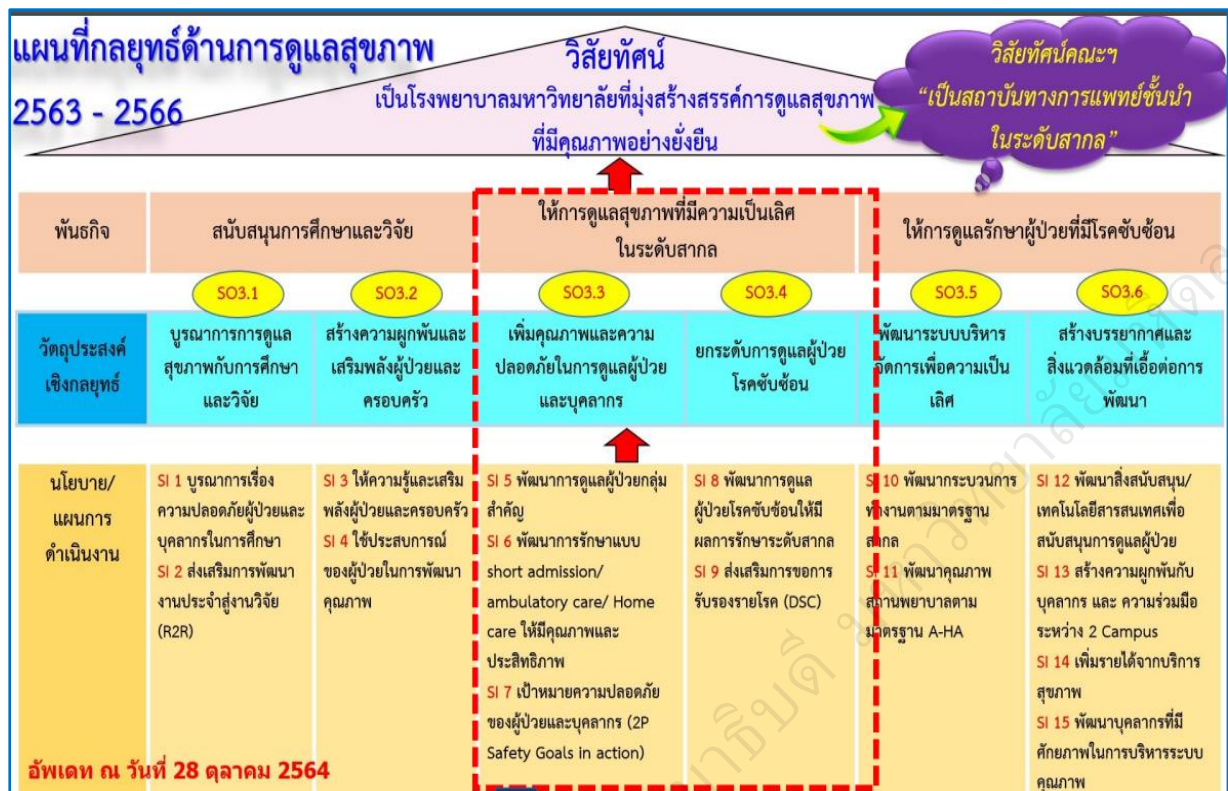 แผนที่กลยุทธ์ด้านการดูแลสุขภาพ
2563 - 2566
วิสัยทัศน์
เป็นโรงพยาบาลมหาวิทยาลัยที่มุ่งสร้างสรรค์การดูแลสุขภาพ
ที่มีคุณภาพอย่างยั่งยืน
วิสัยทัศน์คณะฯ
“เป็นสถาบันทางการแพทย์ชั้นนำ
ในระดับสากล”
พันธกิจ
สนับสนุนการศึกษาและวิจัย
ให้การดูแลสุขภาพที่มีความเป็นเลิศ
ในระดับสากล
ให้การดูแลรักษาผู้ป่วยที่มีโรคซับซ้อน
SO3.1
SO3.2
SO3.3
SO3.4
SO3.5
SO3.6
วัตถุประสงค์
เชิงกลยุทธ์
บูรณาการการดูแล
สุขภาพกับการศึกษา
และวิจัย
สร้างความผูกพันและ
เสริมพลังผู้ป่วยและ
ครอบครัว
เพิ่มคุณภาพและความ
ปลอดภัยในการดูแลผู้ป่วย
และบุคลากร
ยกระดับการดูแลผู้ป่วย
โรคซับซ้อน
พัฒนาระบบบริหาร
จัดการเพื่อความเป็น
เลิศ
สร้างบรรยากาศและ
สิ่งแวดล้อมที่เอื้อต่อการ
พัฒนา
นโยบาย/
แผนการ
ดำเนินงาน
SI 1 บูรณาการเรื่อง
ความปลอดภัยผู้ป่วยและ
บุคลากรในการศึกษา
SI 2 ส่งเสริมการพัฒนา
งานประจำสู่งานวิจัย
(R2R)
SI 3 ให้ความรู้และเสริม
พลังผู้ป่วยและครอบครัว
SI 4 ใช้ประสบการณ์
ของผู้ป่วยในการพัฒนา
คุณภาพ
SI 5 พัฒนาการดูแลผู้ป่วยกลุ่ม
สำคัญ
SI 6 พัฒนาการรักษาแบบ
short admission/
ambulatory care/ Home
care ให้มีคุณภาพและ
ประสิทธิภาพ
SI 7 เป้าหมายความปลอดภัย
ของผู้ป่วยและบุคลากร (2P
Safety Goals in action)
SI 8 พัฒนาการดูแล
ผู้ป่วยโรคซับซ้อนให้มี
ผลการรักษาระดับสากล
SI 9 ส่งเสริมการขอการ
รับรองรายโรค (DSC)
SI 10 พัฒนากระบวนการ
ทำงานตามมาตรฐาน
สากล
SI 11 พัฒนาคุณภาพ
สถานพยาบาลตาม
มาตรฐาน A-HA
SI 12 พัฒนาสิ่งสนับสนุน/
เทคโนโลยีสารสนเทศเพื่อ
สนับสนุนการดูแลผู้ป่วย
SI 13 สร้างความผูกพันกับ
บุคลากร และ ความร่วมมือ
ระหว่าง 2 Campus
SI 14 เพิ่มรายได้จากบริการ
สุขภาพ
SI 15 พัฒนาบุคลากรที่มี
ศักยภาพในการบริหารระบบ
คุณภาพ
อัพเดท ณ วันที่ 28 ตุลาคม 2564